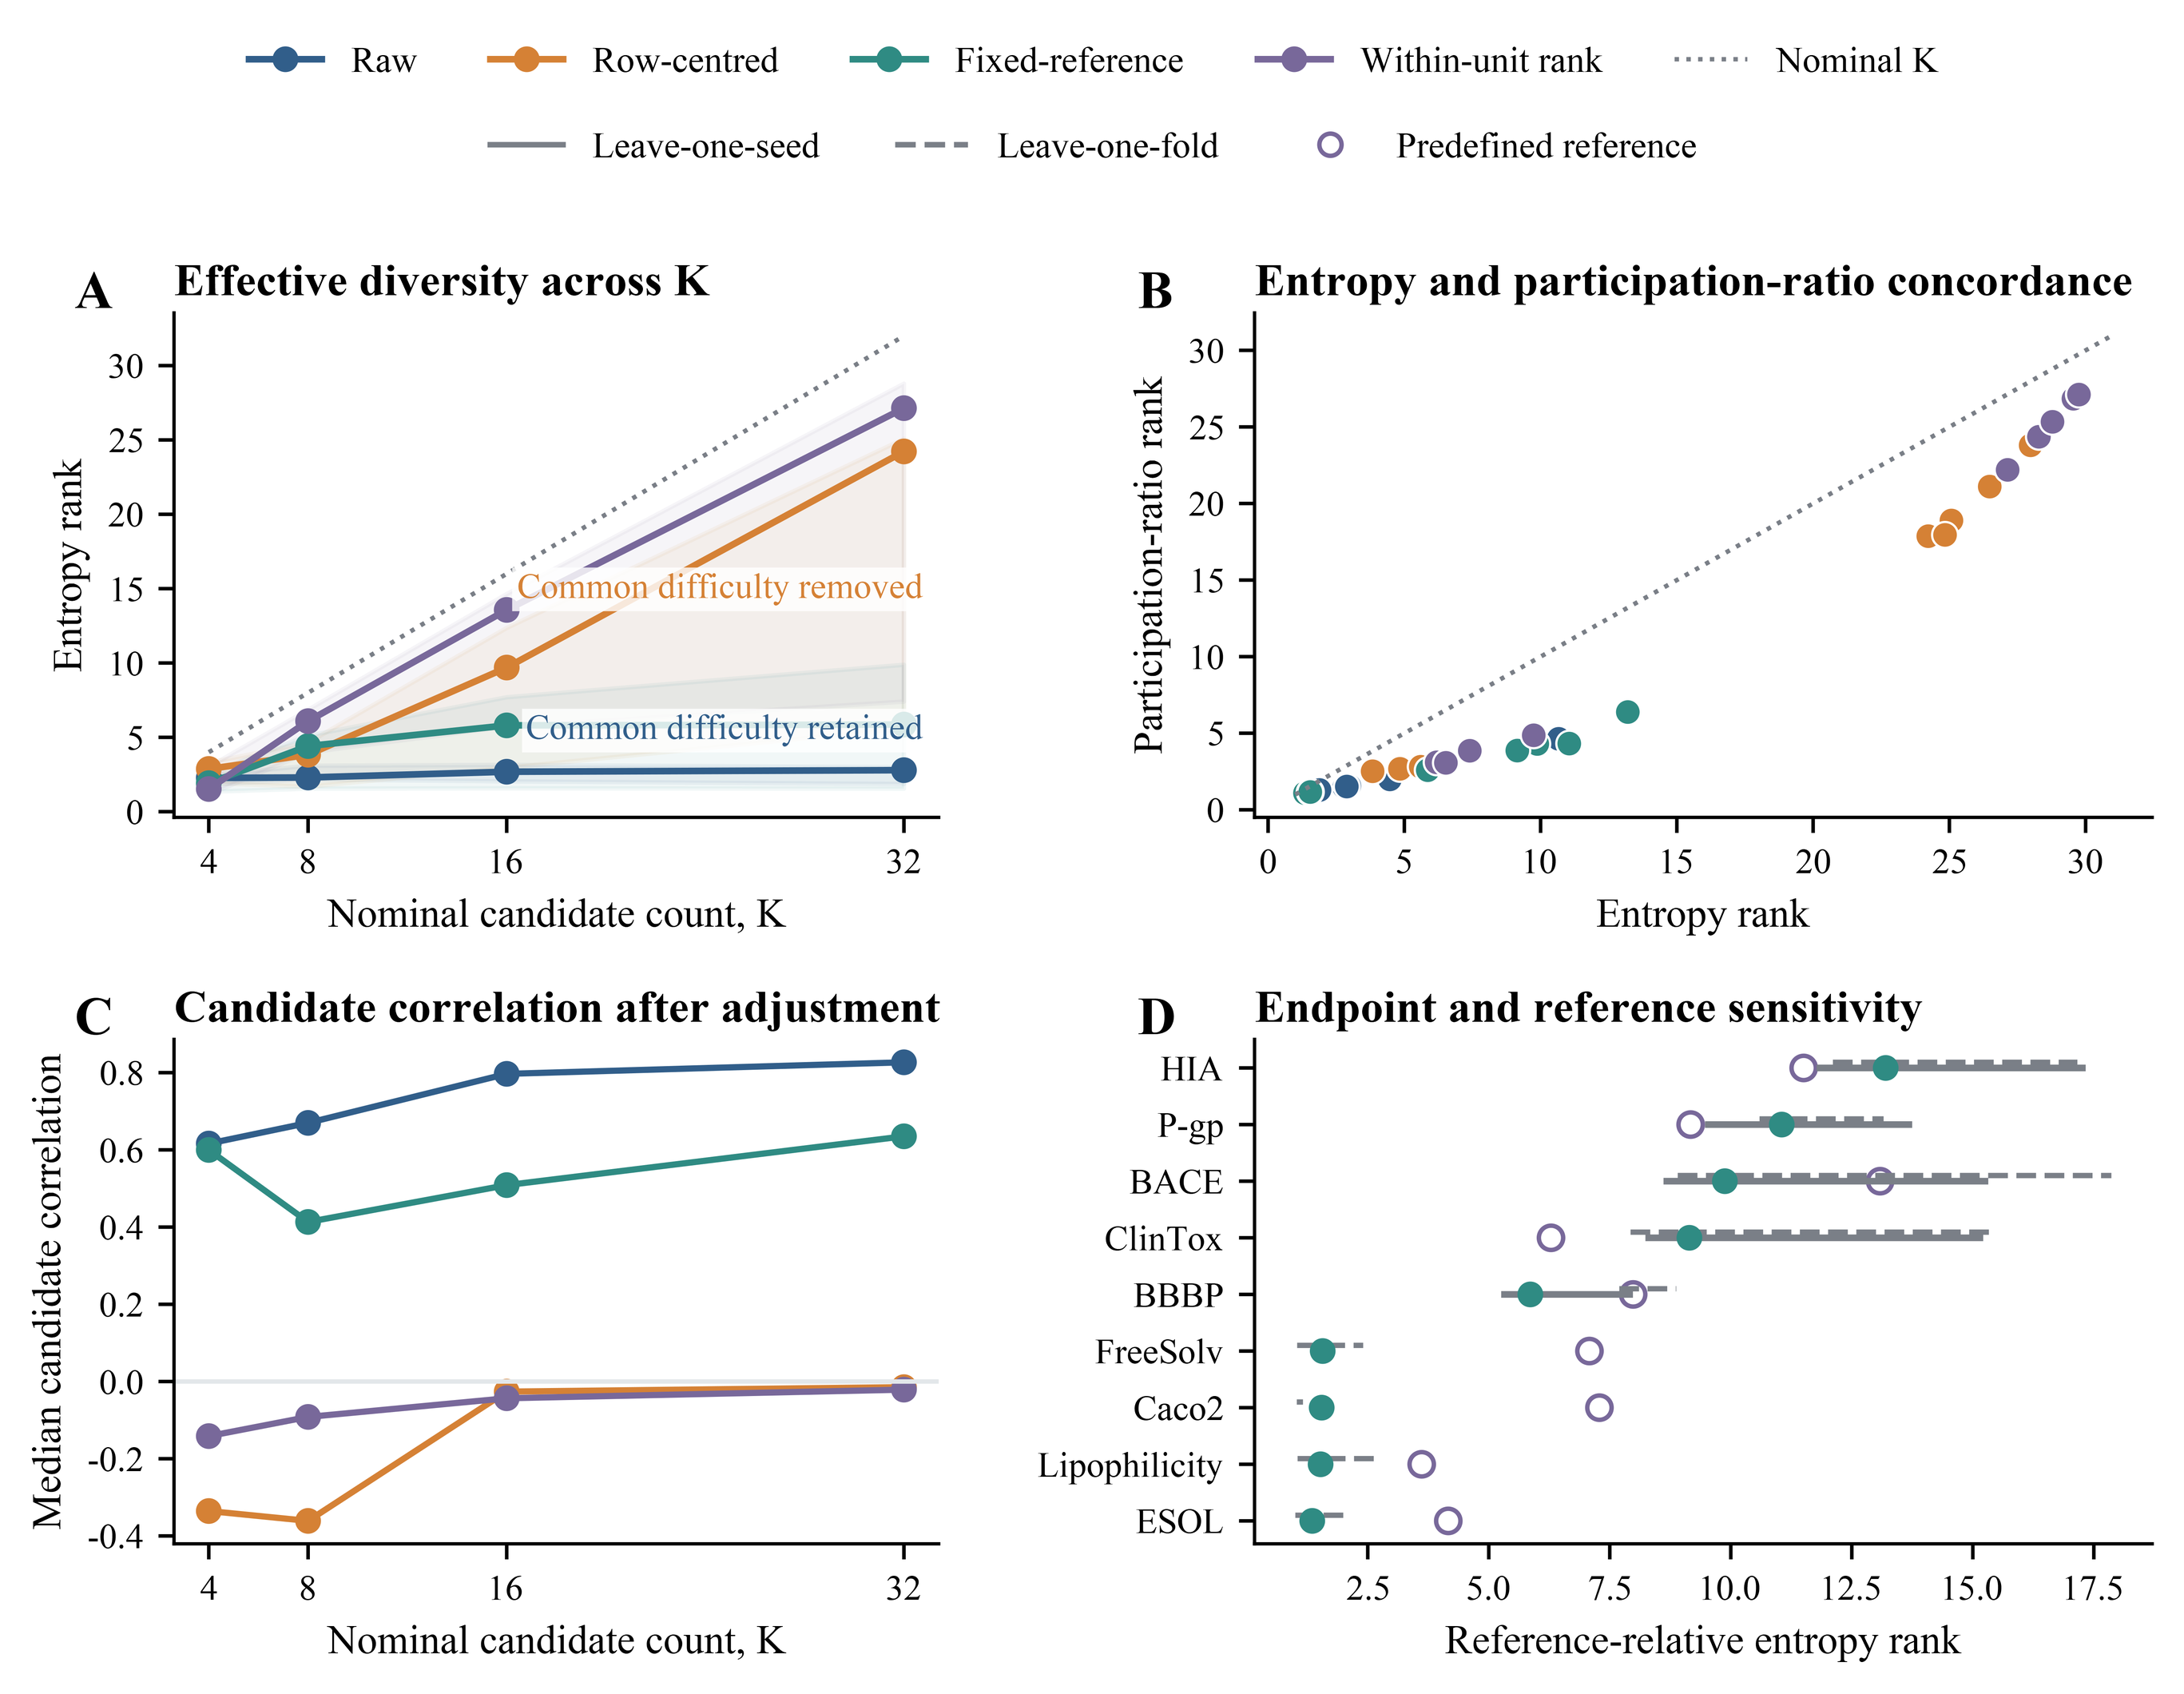 Raw Row-centred Fixed-reference Within-unit rank Nominal K
Leave-one-seed Leave-one-fold Predefined reference
A Effective diversity across K
Entropy rank
30
25
20
15
10
5
0
Common difficulty removed
Common difficulty retained
4 8 16 32
Nominal candidate count, K
B Entropy and participation-ratio concordance
Participation-ratio rank
30
25
20
15
10
5
0
0 5 10 15 20 25 30
Entropy rank
C Candidate correlation after adjustment
Median candidate correlation
0.8
0.6
0.4
0.2
0.0
-0.2
-0.4
4 8 16 32
Nominal candidate count, K
D Endpoint and reference sensitivity
HIA
P-gp
BACE
ClinTox
BBBP
FreeSolv
Caco2
Lipophilicity
ESOL
2.5 5.0 7.5 10.0 12.5 15.0 17.5
Reference-relative entropy rank